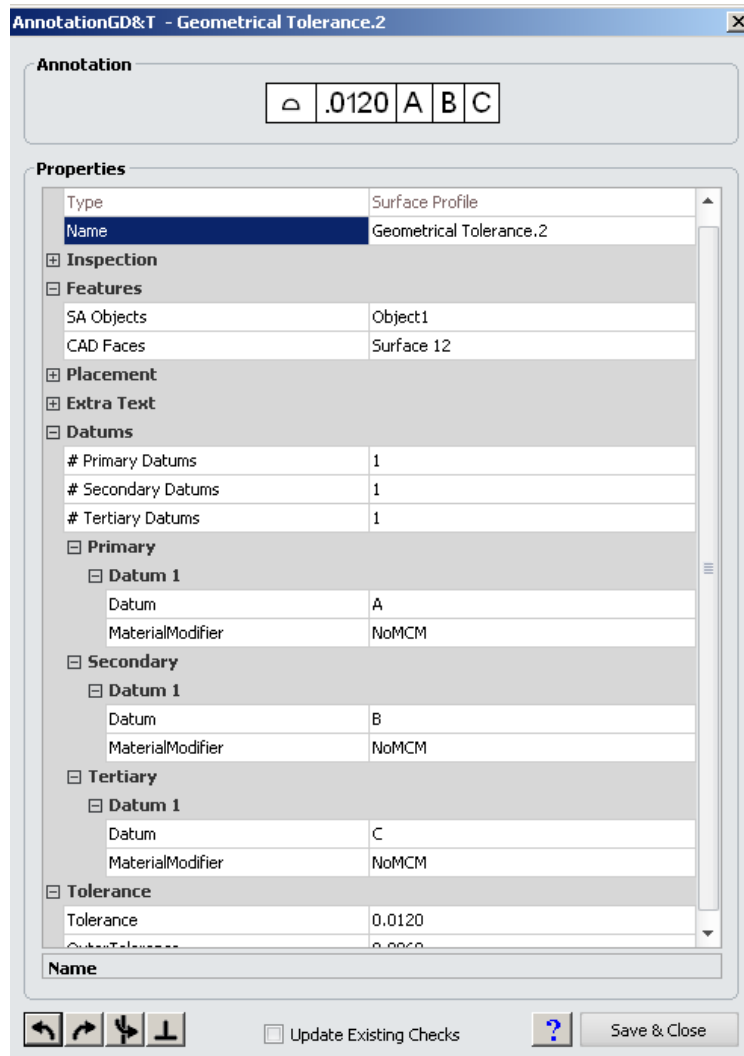 AnnotationGD&T - Geometrical Tolerance.2
Annotation
⌓ .0120 A B C
Properties
Type Surface Profile
Name Geometrical Tolerance.2
Inspection
Features
SA Objects Object1
CAD Faces Surface 12
Placement
Extra Text
Datums
# Primary Datums 1
# Secondary Datums 1
# Tertiary Datums 1
Primary
Datum 1
Datum A
MaterialModifier NoMCM
Secondary
Datum 1
Datum B
MaterialModifier NoMCM
Tertiary
Datum 1
Datum C
MaterialModifier NoMCM
Tolerance
Tolerance 0.0120
OuterTolerance 0.0060
Name
Update Existing Checks ? Save & Close